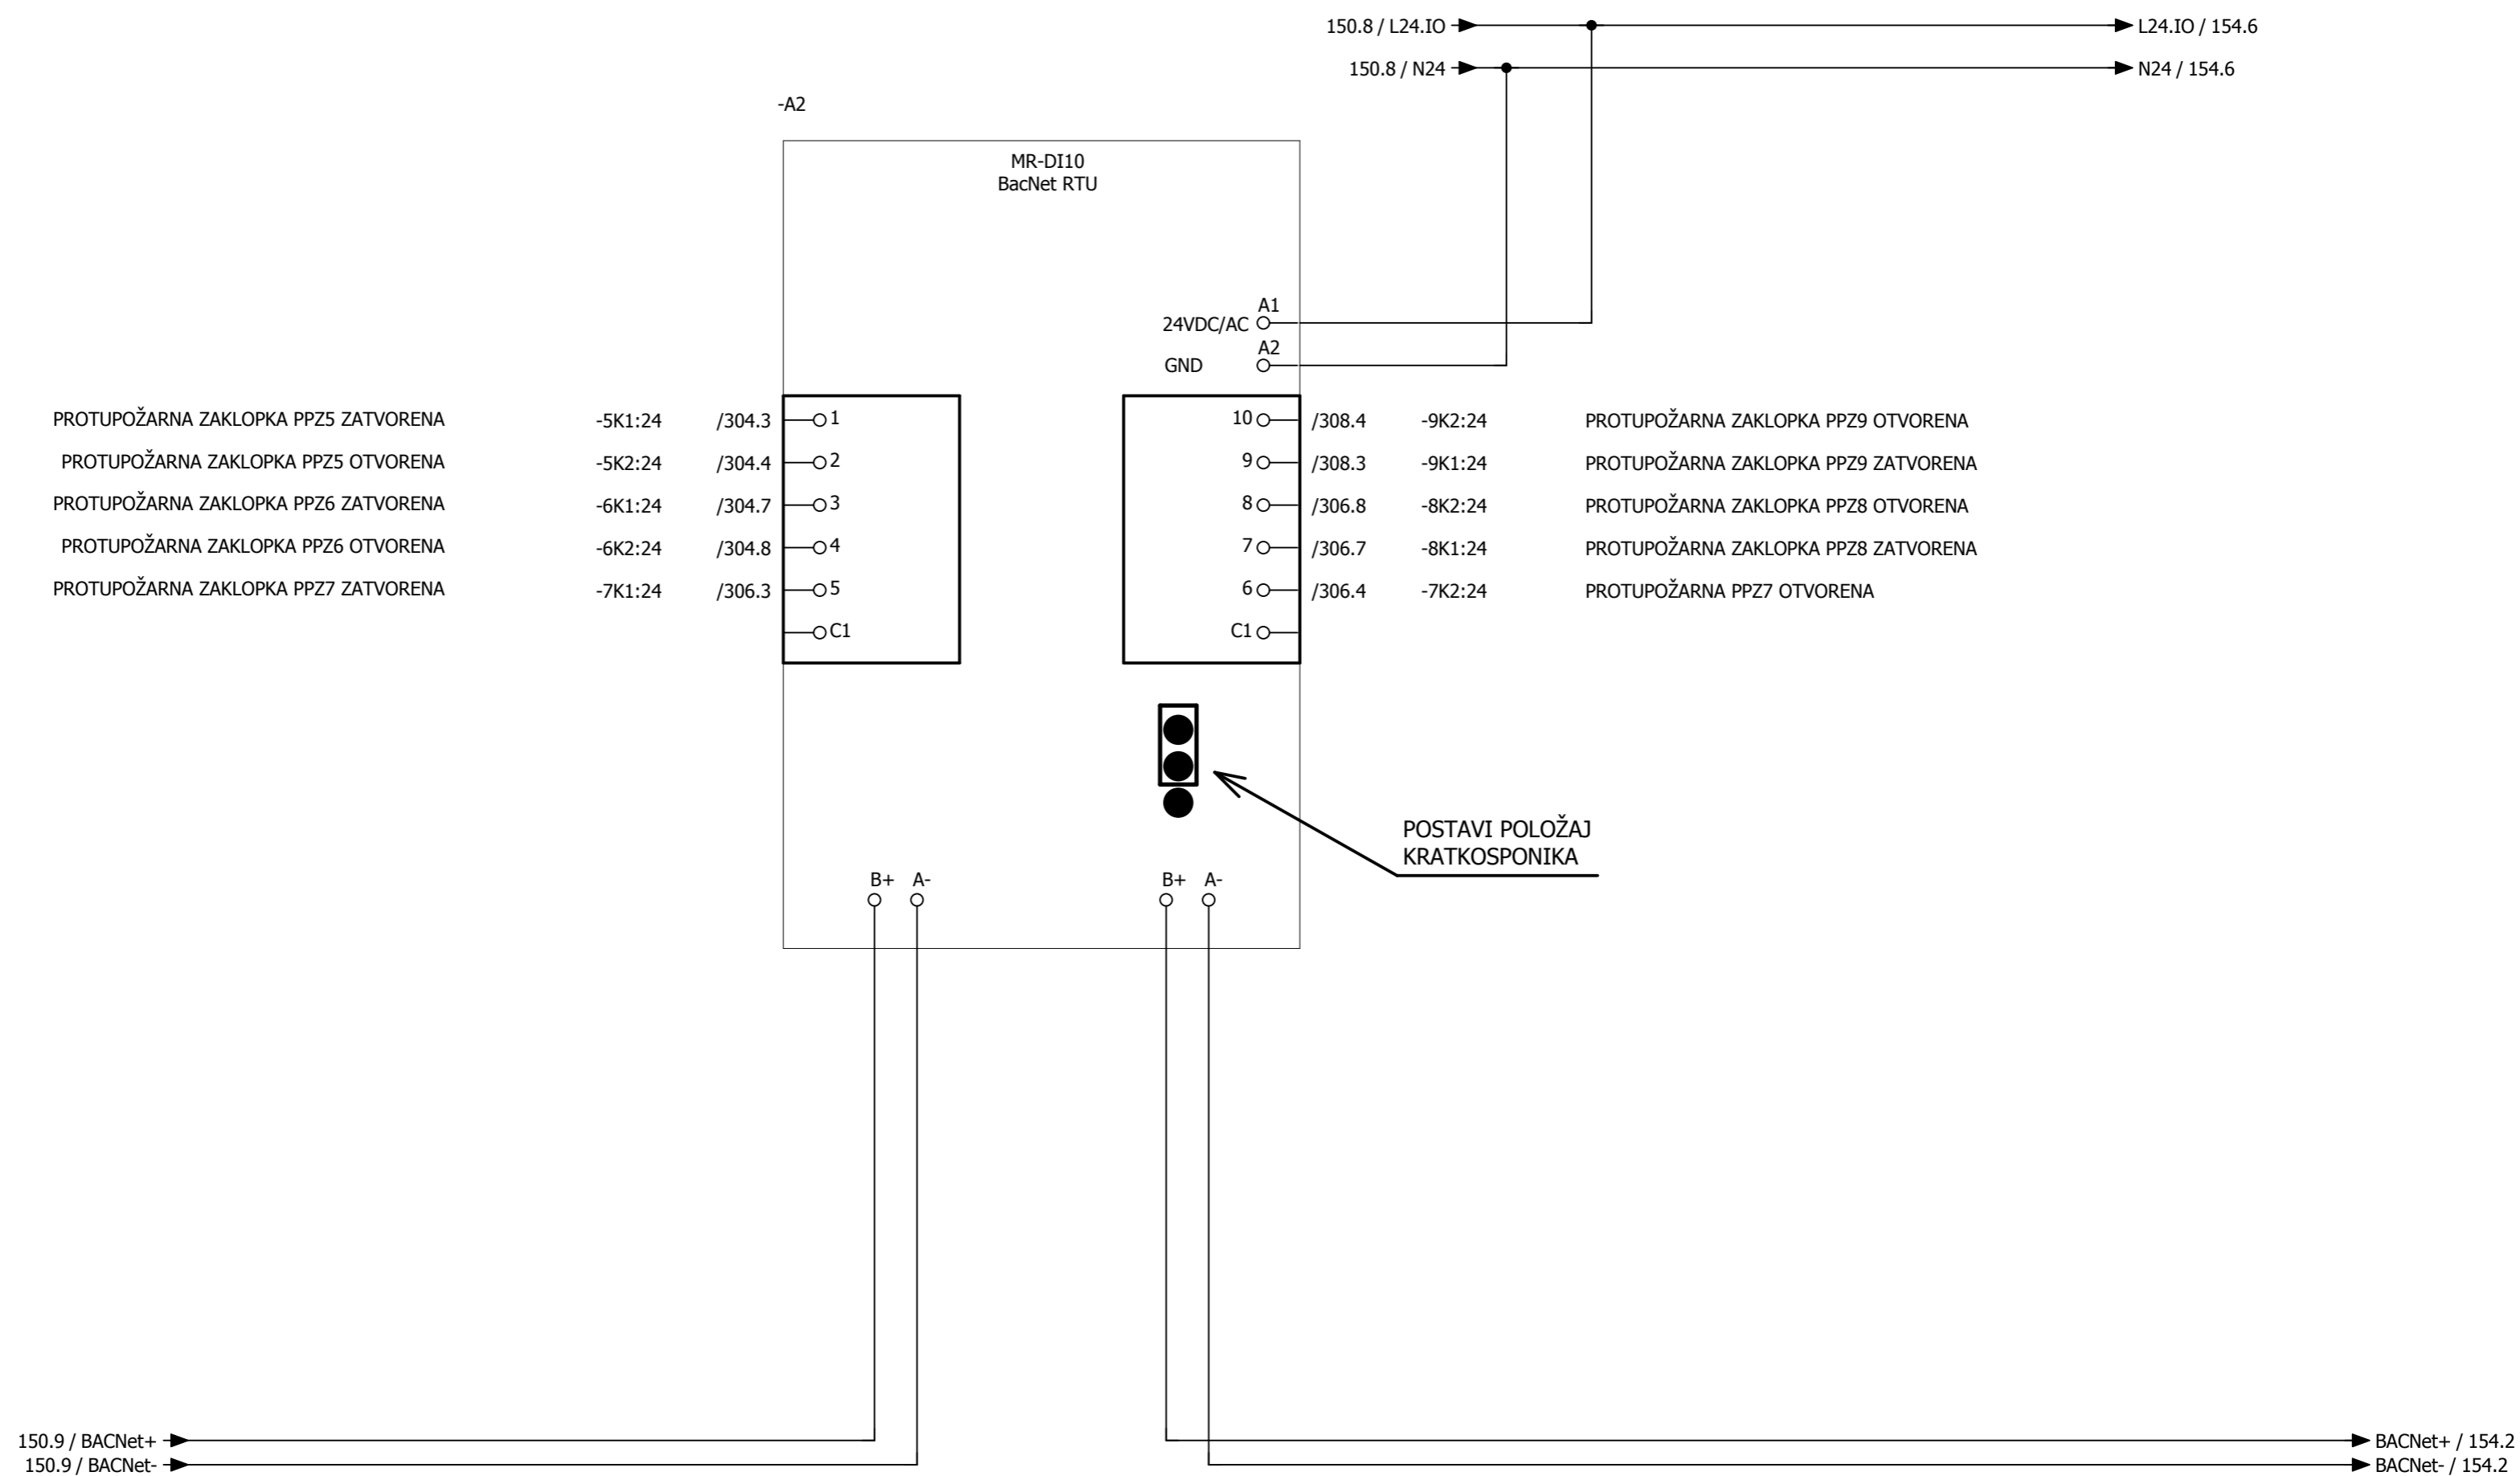 150.8 / L24.IO
L24.IO / 154.6
150.8 / N24
N24 / 154.6
-A2
MR-DI10
BacNet RTU
A1
24VDC/AC
A2
GND
PROTUPOŽARNA ZAKLOPKA PPZ5 ZATVORENA -5K1:24 /304.3 1
PROTUPOŽARNA ZAKLOPKA PPZ5 OTVORENA -5K2:24 /304.4 2
PROTUPOŽARNA ZAKLOPKA PPZ6 ZATVORENA -6K1:24 /304.7 3
PROTUPOŽARNA ZAKLOPKA PPZ6 OTVORENA -6K2:24 /304.8 4
PROTUPOŽARNA ZAKLOPKA PPZ7 ZATVORENA -7K1:24 /306.3 5
C1
10 /308.4 -9K2:24 PROTUPOŽARNA ZAKLOPKA PPZ9 OTVORENA
9 /308.3 -9K1:24 PROTUPOŽARNA ZAKLOPKA PPZ9 ZATVORENA
8 /306.8 -8K2:24 PROTUPOŽARNA ZAKLOPKA PPZ8 OTVORENA
7 /306.7 -8K1:24 PROTUPOŽARNA ZAKLOPKA PPZ8 ZATVORENA
6 /306.4 -7K2:24 PROTUPOŽARNA PPZ7 OTVORENA
C1
POSTAVI POLOŽAJ
KRATKOSPONIKA
B+ A-
B+ A-
150.9 / BACNet+
150.9 / BACNet-
BACNet+ / 154.2
BACNet- / 154.2